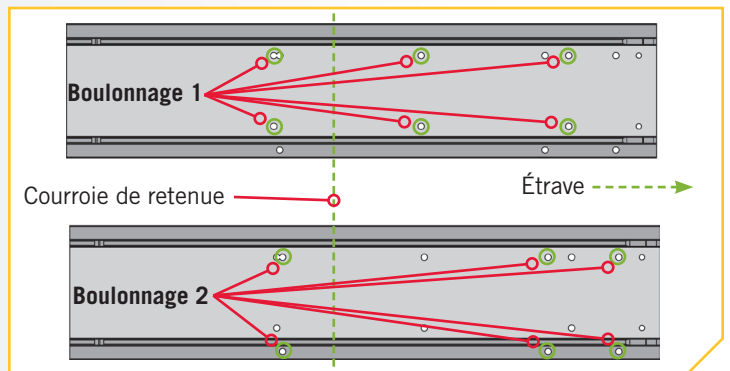 Boulonnage 1
Courroie de retenue
Étrave
Boulonnage 2